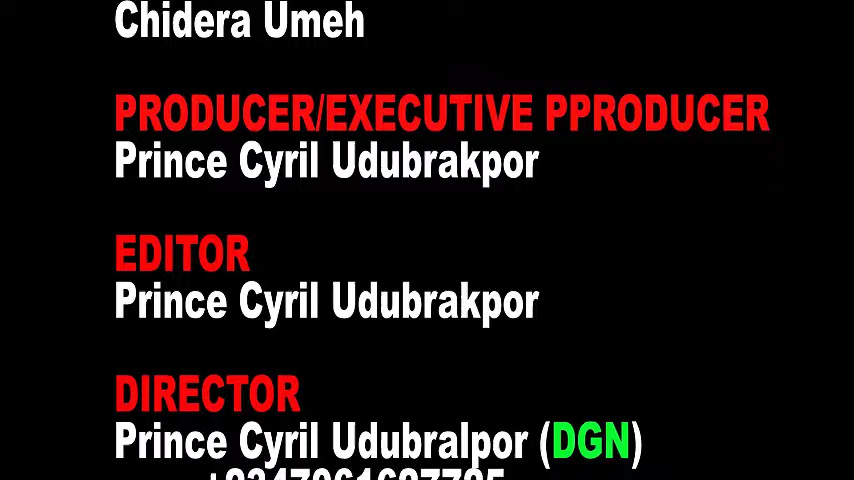 Chidera Umeh
PRODUCER/EXECUTIVE PPRODUCER
Prince Cyril Udubrakpor
EDITOR
Prince Cyril Udubrakpor
DIRECTOR
Prince Cyril Udubralpor (DGN)